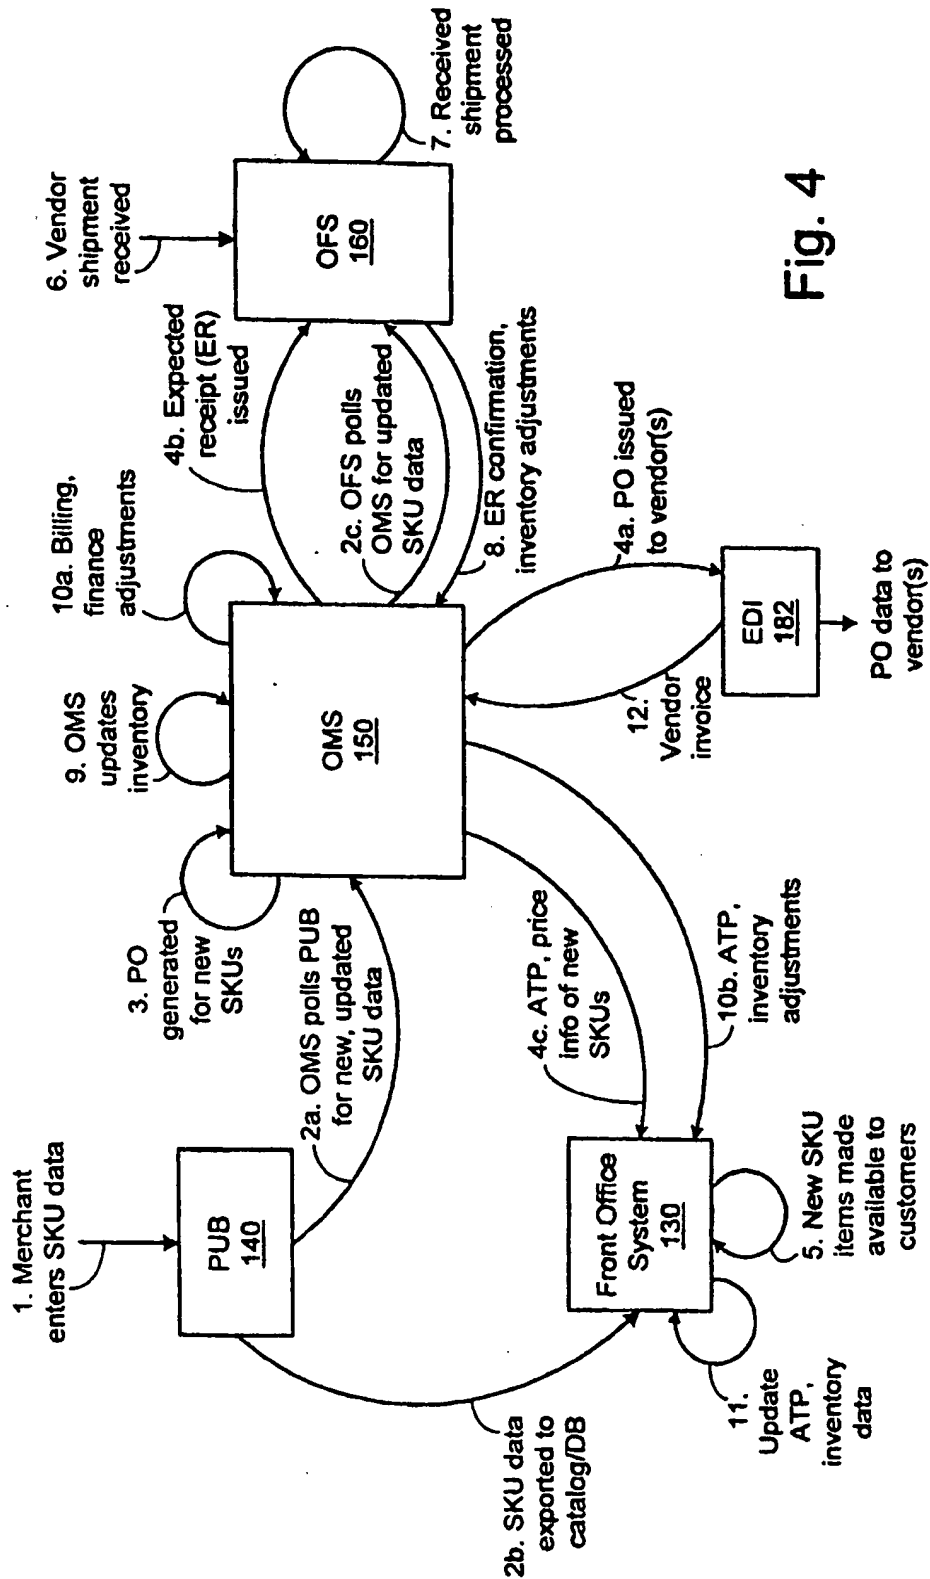 1. Merchant
enters SKU data
PUB
140
2a. OMS polls PUB
for new, updated
SKU data
2b. SKU data
exported to
catalog/DB
3. PO
generated
for new
SKUs
9. OMS
updates
inventory
10a. Billing,
finance
adjustments
OMS
150
4b. Expected
receipt (ER)
issued
2c. OFS polls
OMS for updated
SKU data
8. ER confirmation,
inventory adjustments
6. Vendor
shipment
received
OFS
160
7. Received
shipment
processed
4a. PO issued
to vendor(s)
12.
Vendor
invoice
EDI
182
PO data to
vendor(s)
4c. ATP, price
info of new
SKUs
10b. ATP,
inventory
adjustments
Front Office
System
130
5. New SKU
items made
available to
customers
11.
Update
ATP,
inventory
data
Fig. 4